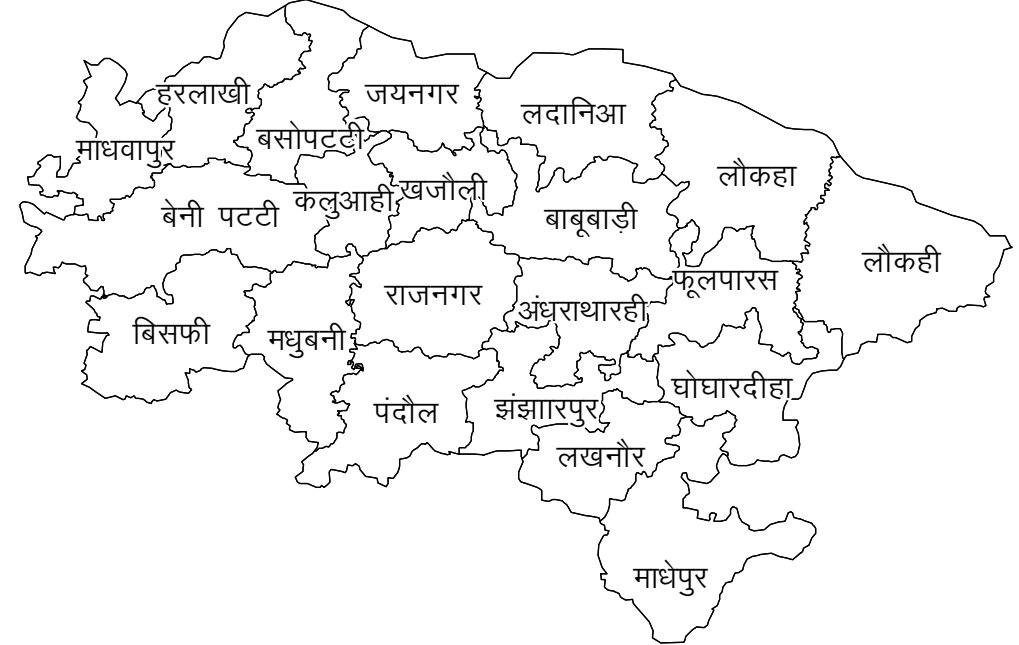 हरलाखी
जयनगर
लदानिआ
बसोपटटी
माधवापुर
लौकहा
खजौली
कलुआही
बेनी पटटी
बाबूबाड़ी
लौकही
फूलपारस
राजनगर
अंधराथारही
बिसफी
मधुबनी
घोघारदीहा
पंदौल
झंझाारपुर
लखनौर
माधेपुर